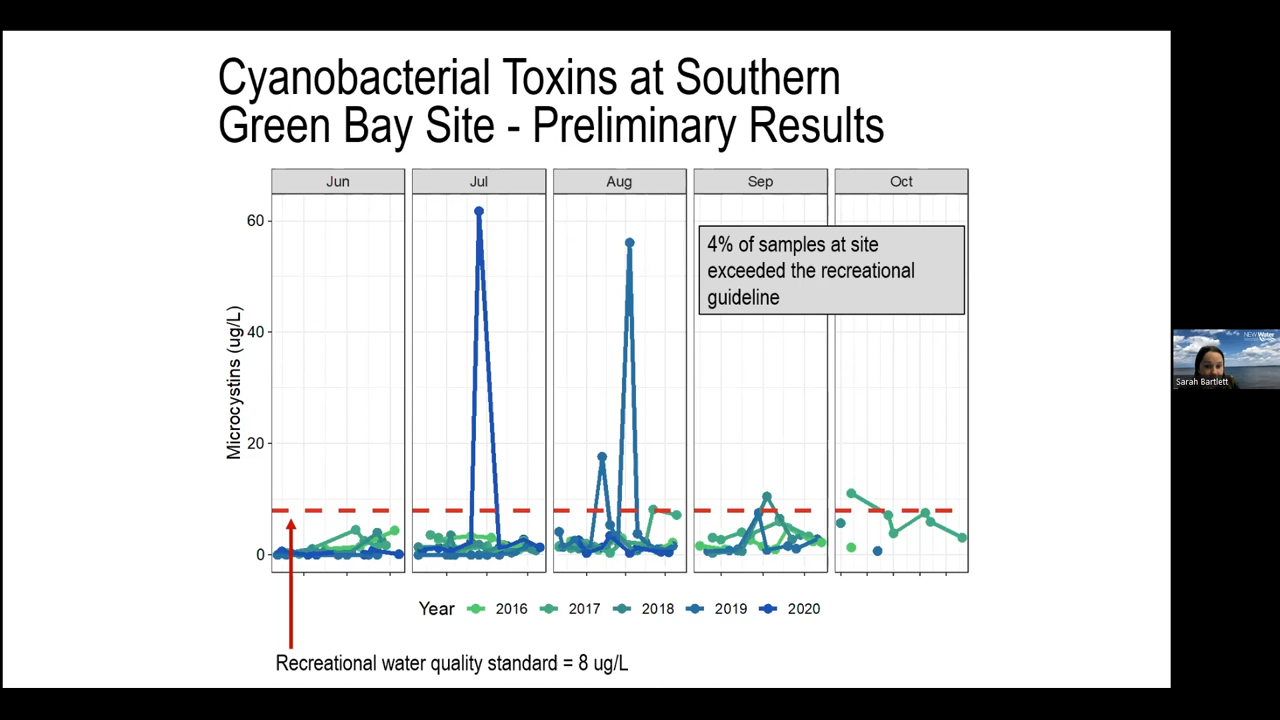 Cyanobacterial Toxins at Southern
Green Bay Site - Preliminary Results
Jun
Jul
Aug
Sep
Oct
60
40
20
0
Microcystins (ug/L)
4% of samples at site
exceeded the recreational
guideline
Year 2016 2017 2018 2019 2020
Recreational water quality standard = 8 ug/L
NEW Water
Sarah Bartlett